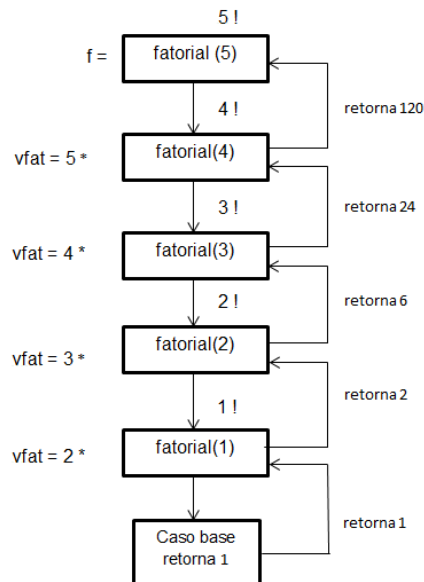 5 !
f =
fatorial (5)
4 !
retorna 120
vfat = 5 *
fatorial(4)
3 !
retorna 24
vfat = 4 *
fatorial(3)
2 !
retorna 6
vfat = 3 *
fatorial(2)
1 !
retorna 2
vfat = 2 *
fatorial(1)
retorna 1
Caso base
retorna 1